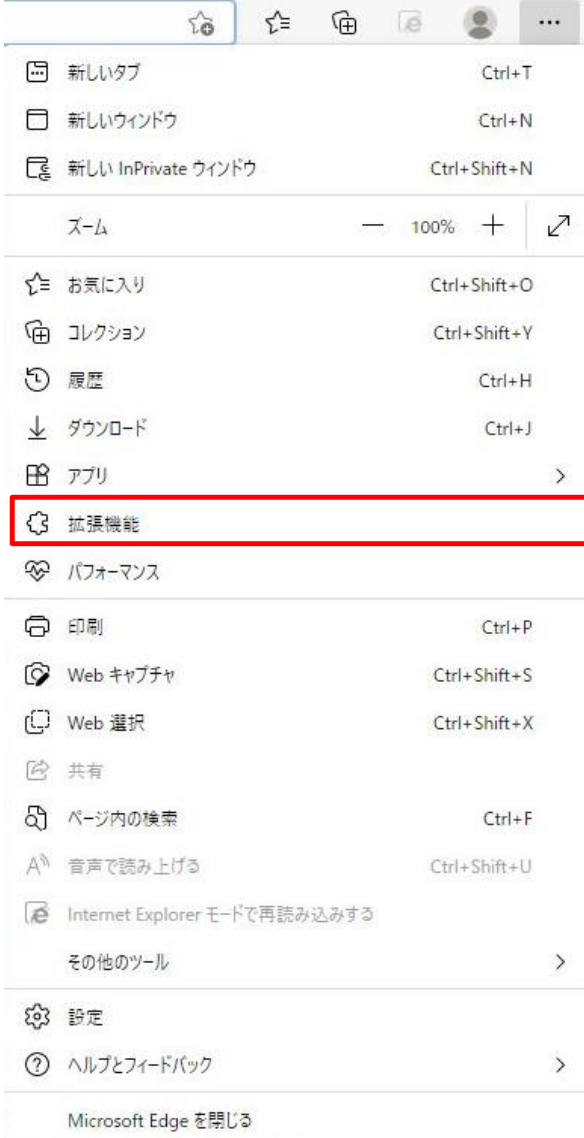 新しいタブ Ctrl+T
新しいウィンドウ Ctrl+N
新しい InPrivate ウィンドウ Ctrl+Shift+N
ズーム — 100% +
お気に入り Ctrl+Shift+O
コレクション Ctrl+Shift+Y
履歴 Ctrl+H
ダウンロード Ctrl+J
アプリ
拡張機能
パフォーマンス
印刷 Ctrl+P
Web キャプチャ Ctrl+Shift+S
Web 選択 Ctrl+Shift+X
共有
ページ内の検索 Ctrl+F
音声で読み上げる Ctrl+Shift+U
Internet Explorer モードで再読み込みする
その他のツール
設定
ヘルプとフィードバック
Microsoft Edge を閉じる